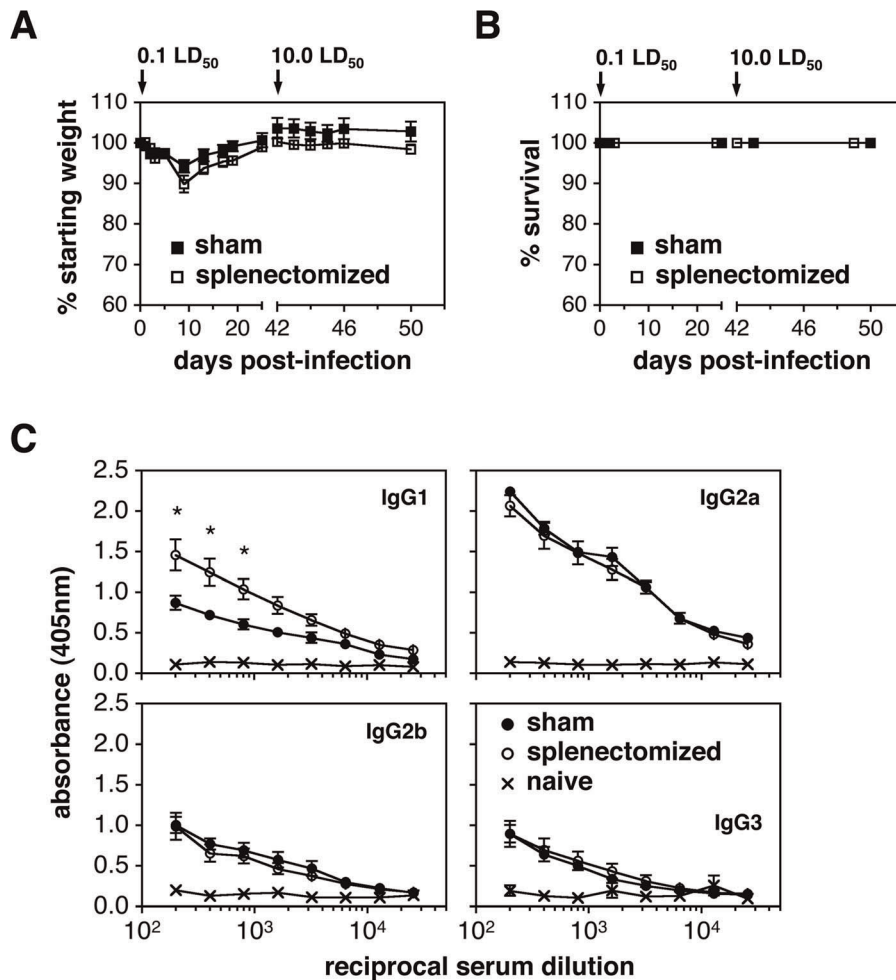 A
0.1 LD50 10.0 LD50
110
100
90
80
70
60
% starting weight
sham
splenectomized
0 10 20 42 46 50
days post-infection
B
0.1 LD50 10.0 LD50
110
100
90
80
70
60
% survival
sham
splenectomized
0 10 20 42 46 50
days post-infection
C
absorbance (405nm)
2.5
2.0
1.5
1.0
0.5
0.0
IgG1
* * *
IgG2a
2.5
2.0
1.5
1.0
0.5
0.0
IgG2b
sham
splenectomized
naive
IgG3
10² 10³ 10⁴ 10² 10³ 10⁴
reciprocal serum dilution